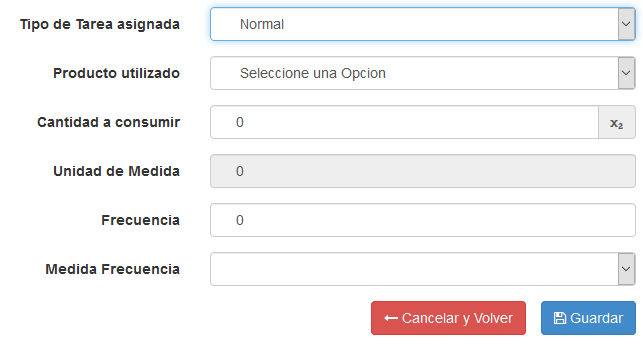 Tipo de Tarea asignada Normal
Producto utilizado Seleccione una Opcion
Cantidad a consumir 0 x₂
Unidad de Medida 0
Frecuencia 0
Medida Frecuencia
Cancelar y Volver Guardar